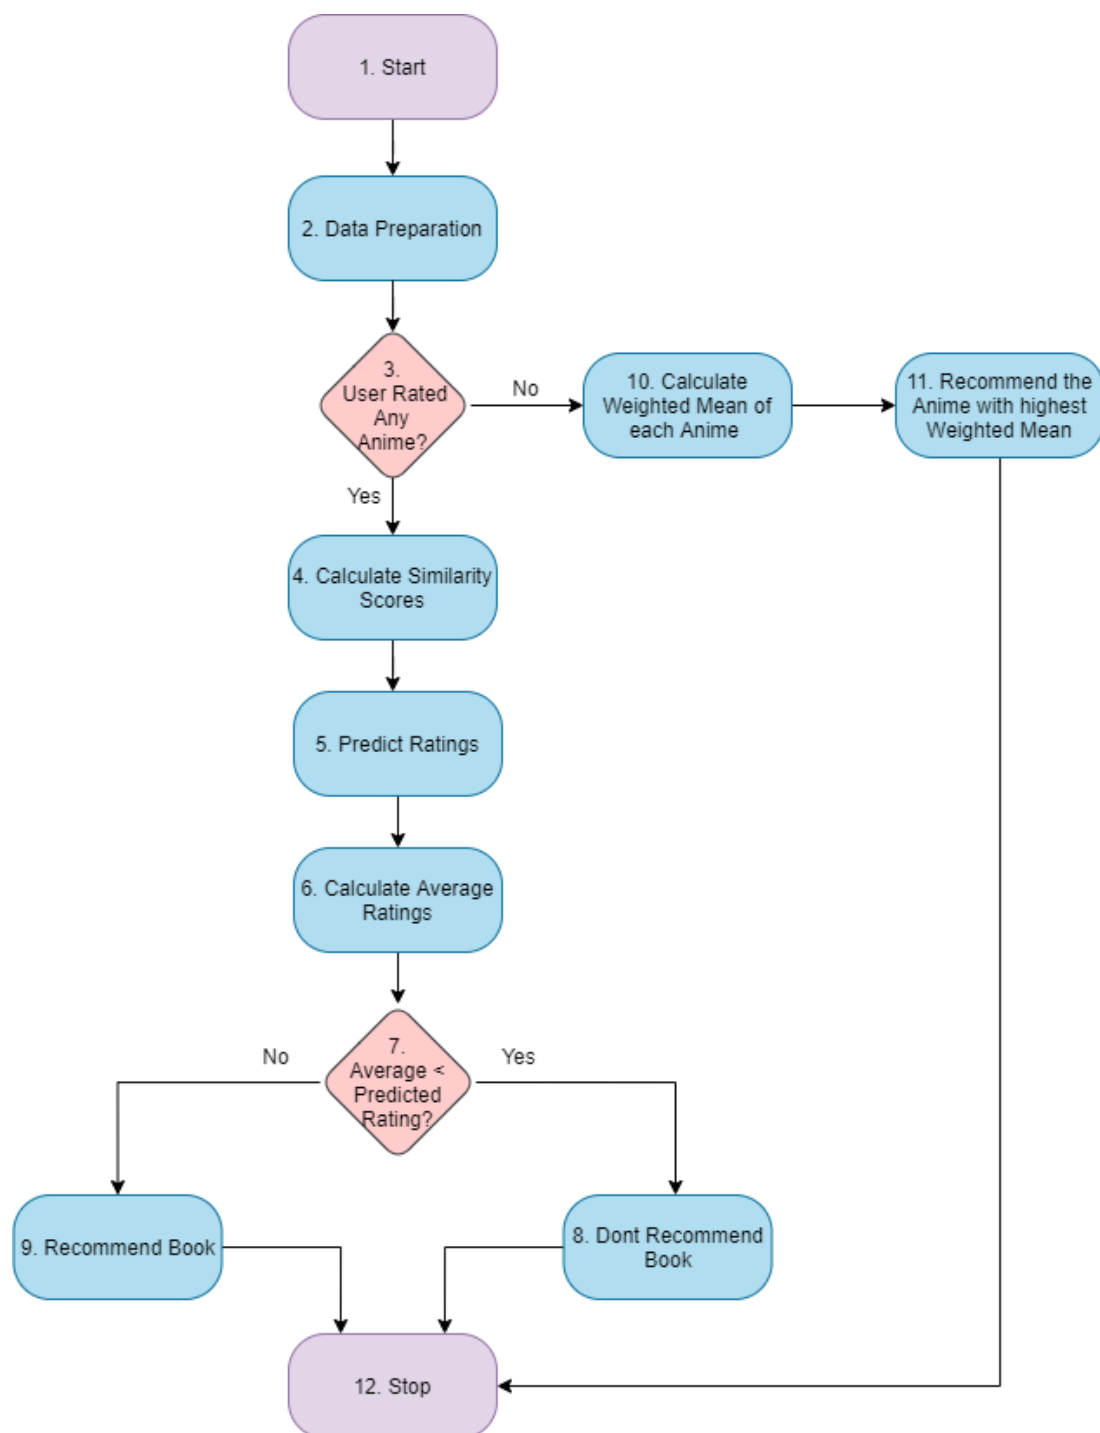 1. Start
2. Data Preparation
3.
User Rated
Any
Anime?
No
10. Calculate
Weighted Mean of
each Anime
11. Recommend the
Anime with highest
Weighted Mean
Yes
4. Calculate Similarity
Scores
5. Predict Ratings
6. Calculate Average
Ratings
7.
Average <
Predicted
Rating?
No
Yes
9. Recommend Book
8. Dont Recommend
Book
12. Stop